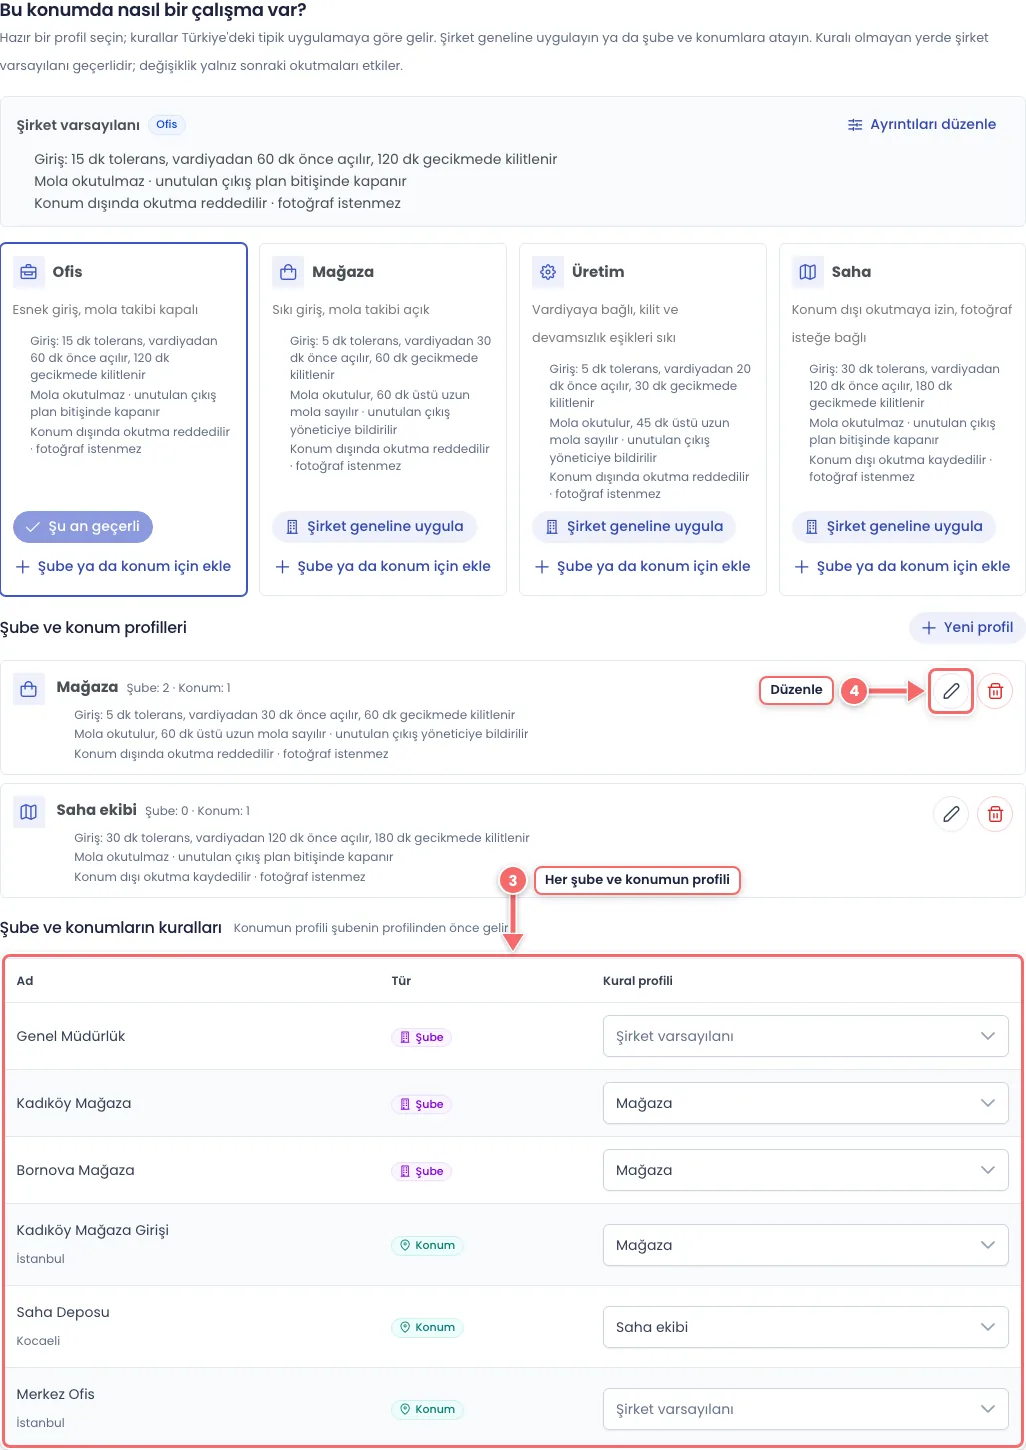 Bu konumda nasıl bir çalışma var?
Hazır bir profil seçin; kurallar Türkiye'deki tipik uygulamaya göre gelir. Şirket geneline uygulayın ya da şube ve konumlara atayın. Kuralı olmayan yerde şirket
varsayılanı geçerlidir; değişiklik yalnız sonraki okutmaları etkiler.
Şirket varsayılanı Ofis
Ayrıntıları düzenle
Giriş: 15 dk tolerans, vardiyadan 60 dk önce açılır, 120 dk gecikmede kilitlenir
Mola okutulmaz · unutulan çıkış plan bitişinde kapanır
Konum dışında okutma reddedilir · fotoğraf istenmez
Ofis
Esnek giriş, mola takibi kapalı
Giriş: 15 dk tolerans, vardiyadan
60 dk önce açılır, 120 dk
gecikmede kilitlenir
Mola okutulmaz · unutulan çıkış
plan bitişinde kapanır
Konum dışında okutma reddedilir
· fotoğraf istenmez
Şu an geçerli
Şube ya da konum için ekle
Mağaza
Sıkı giriş, mola takibi açık
Giriş: 5 dk tolerans, vardiyadan 30
dk önce açılır, 60 dk gecikmede
kilitlenir
Mola okutulur, 60 dk üstü uzun
mola sayılır · unutulan çıkış
yöneticiye bildirilir
Konum dışında okutma reddedilir
· fotoğraf istenmez
Şirket geneline uygula
Şube ya da konum için ekle
Üretim
Vardiyaya bağlı, kilit ve
devamsızlık eşikleri sıkı
Giriş: 5 dk tolerans, vardiyadan 20
dk önce açılır, 30 dk gecikmede
kilitlenir
Mola okutulur, 45 dk üstü uzun
mola sayılır · unutulan çıkış
yöneticiye bildirilir
Konum dışında okutma reddedilir
· fotoğraf istenmez
Şirket geneline uygula
Şube ya da konum için ekle
Saha
Konum dışı okutmaya izin, fotoğraf
isteğe bağlı
Giriş: 30 dk tolerans, vardiyadan
120 dk önce açılır, 180 dk
gecikmede kilitlenir
Mola okutulmaz · unutulan çıkış
plan bitişinde kapanır
Konum dışı okutma kaydedilir ·
fotoğraf istenmez
Şirket geneline uygula
Şube ya da konum için ekle
Şube ve konum profilleri
Yeni profil
Mağaza Şube: 2 · Konum: 1
Giriş: 5 dk tolerans, vardiyadan 30 dk önce açılır, 60 dk gecikmede kilitlenir
Mola okutulur, 60 dk üstü uzun mola sayılır · unutulan çıkış yöneticiye bildirilir
Konum dışında okutma reddedilir · fotoğraf istenmez
Düzenle 4
Saha ekibi Şube: 0 · Konum: 1
Giriş: 30 dk tolerans, vardiyadan 120 dk önce açılır, 180 dk gecikmede kilitlenir
Mola okutulmaz · unutulan çıkış plan bitişinde kapanır
Konum dışı okutma kaydedilir · fotoğraf istenmez
3 Her şube ve konumun profili
Şube ve konumların kuralları Konumun profili şubenin profilinden önce gelir
Ad Tür Kural profili
Genel Müdürlük Şube Şirket varsayılanı
Kadıköy Mağaza Şube Mağaza
Bornova Mağaza Şube Mağaza
Kadıköy Mağaza Girişi
İstanbul
Konum Mağaza
Saha Deposu
Kocaeli
Konum Saha ekibi
Merkez Ofis
İstanbul
Konum Şirket varsayılanı